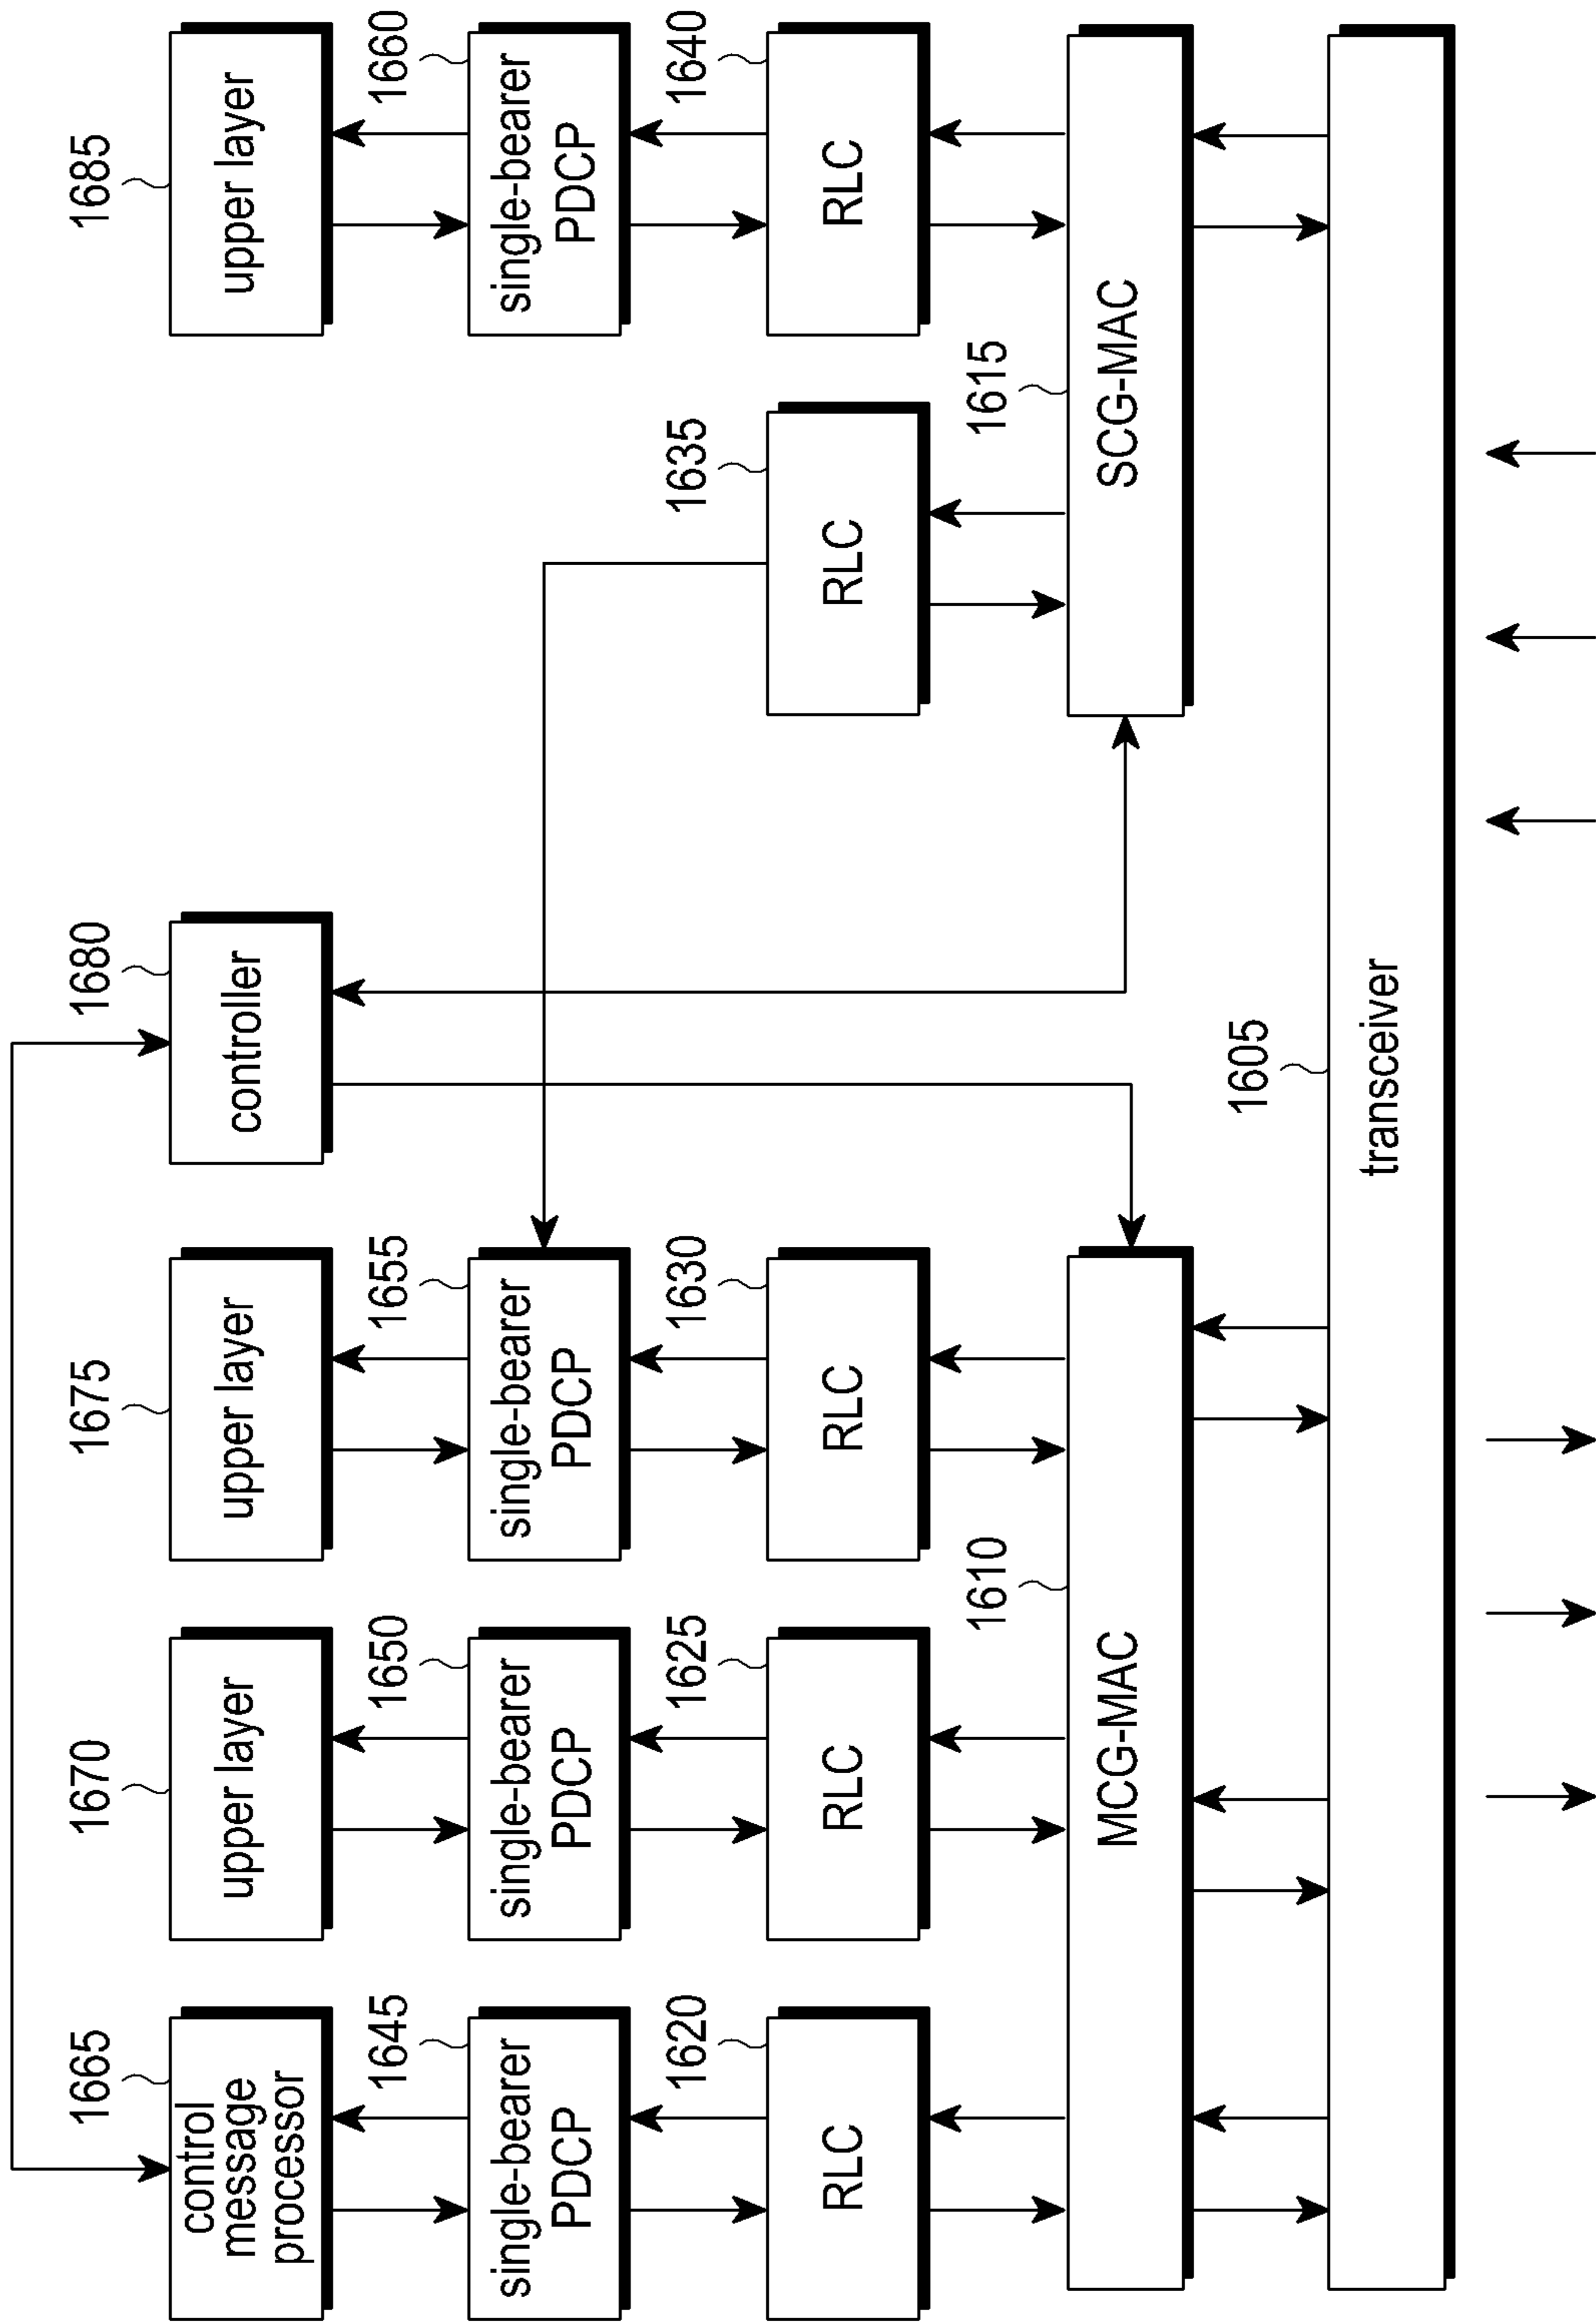 1665
control
message
processor
1670
upper layer
1675
upper layer
1680
controller
1685
upper layer
1645
single-bearer
PDCP
1650
single-bearer
PDCP
1655
single-bearer
PDCP
1660
single-bearer
PDCP
1620
RLC
1625
RLC
1630
RLC
1635
RLC
1640
RLC
1610
MCG-MAC
1615
SCG-MAC
1605
transceiver